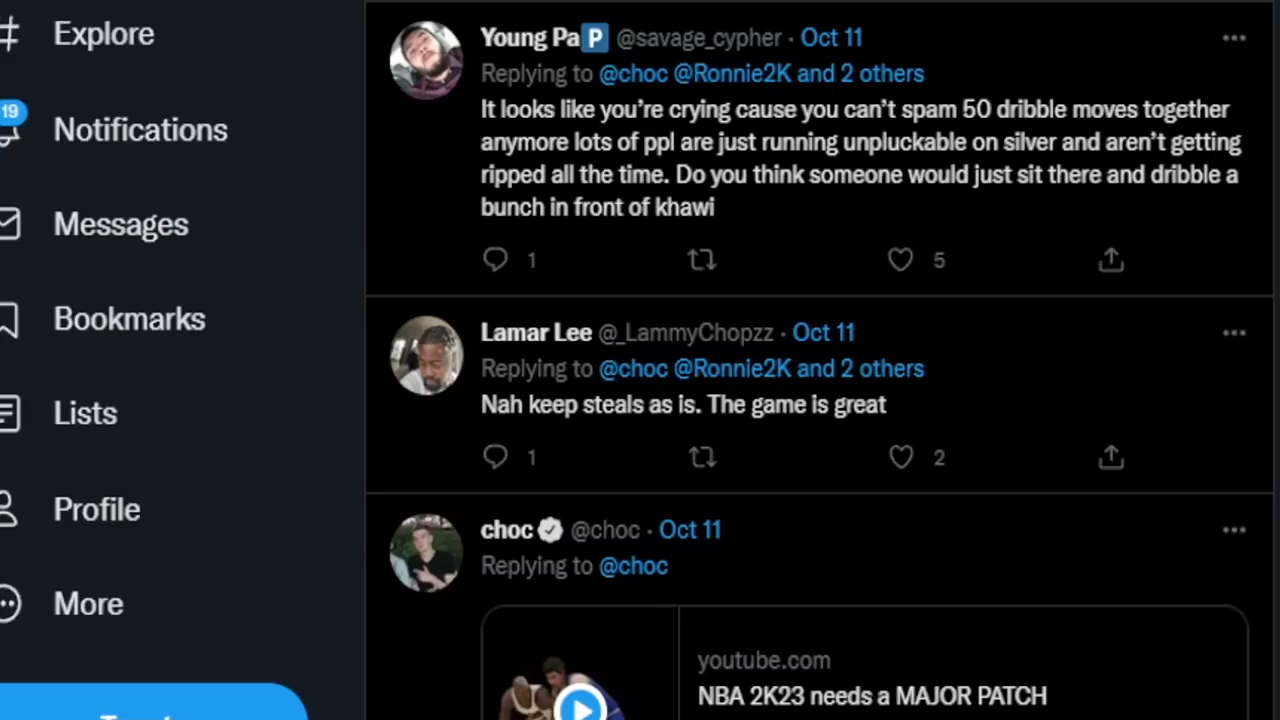 Explore
19
Notifications
Messages
Bookmarks
Lists
Profile
More
Young Pa🅿 @savage_cypher · Oct 11
Replying to @choc @Ronnie2K and 2 others
It looks like you’re crying cause you can’t spam 50 dribble moves together
anymore lots of ppl are just running unpluckable on silver and aren’t getting
ripped all the time. Do you think someone would just sit there and dribble a
bunch in front of khawi
1 5
Lamar Lee @_LammyChopzz · Oct 11
Replying to @choc @Ronnie2K and 2 others
Nah keep steals as is. The game is great
1 2
choc @choc · Oct 11
Replying to @choc
youtube.com
NBA 2K23 needs a MAJOR PATCH